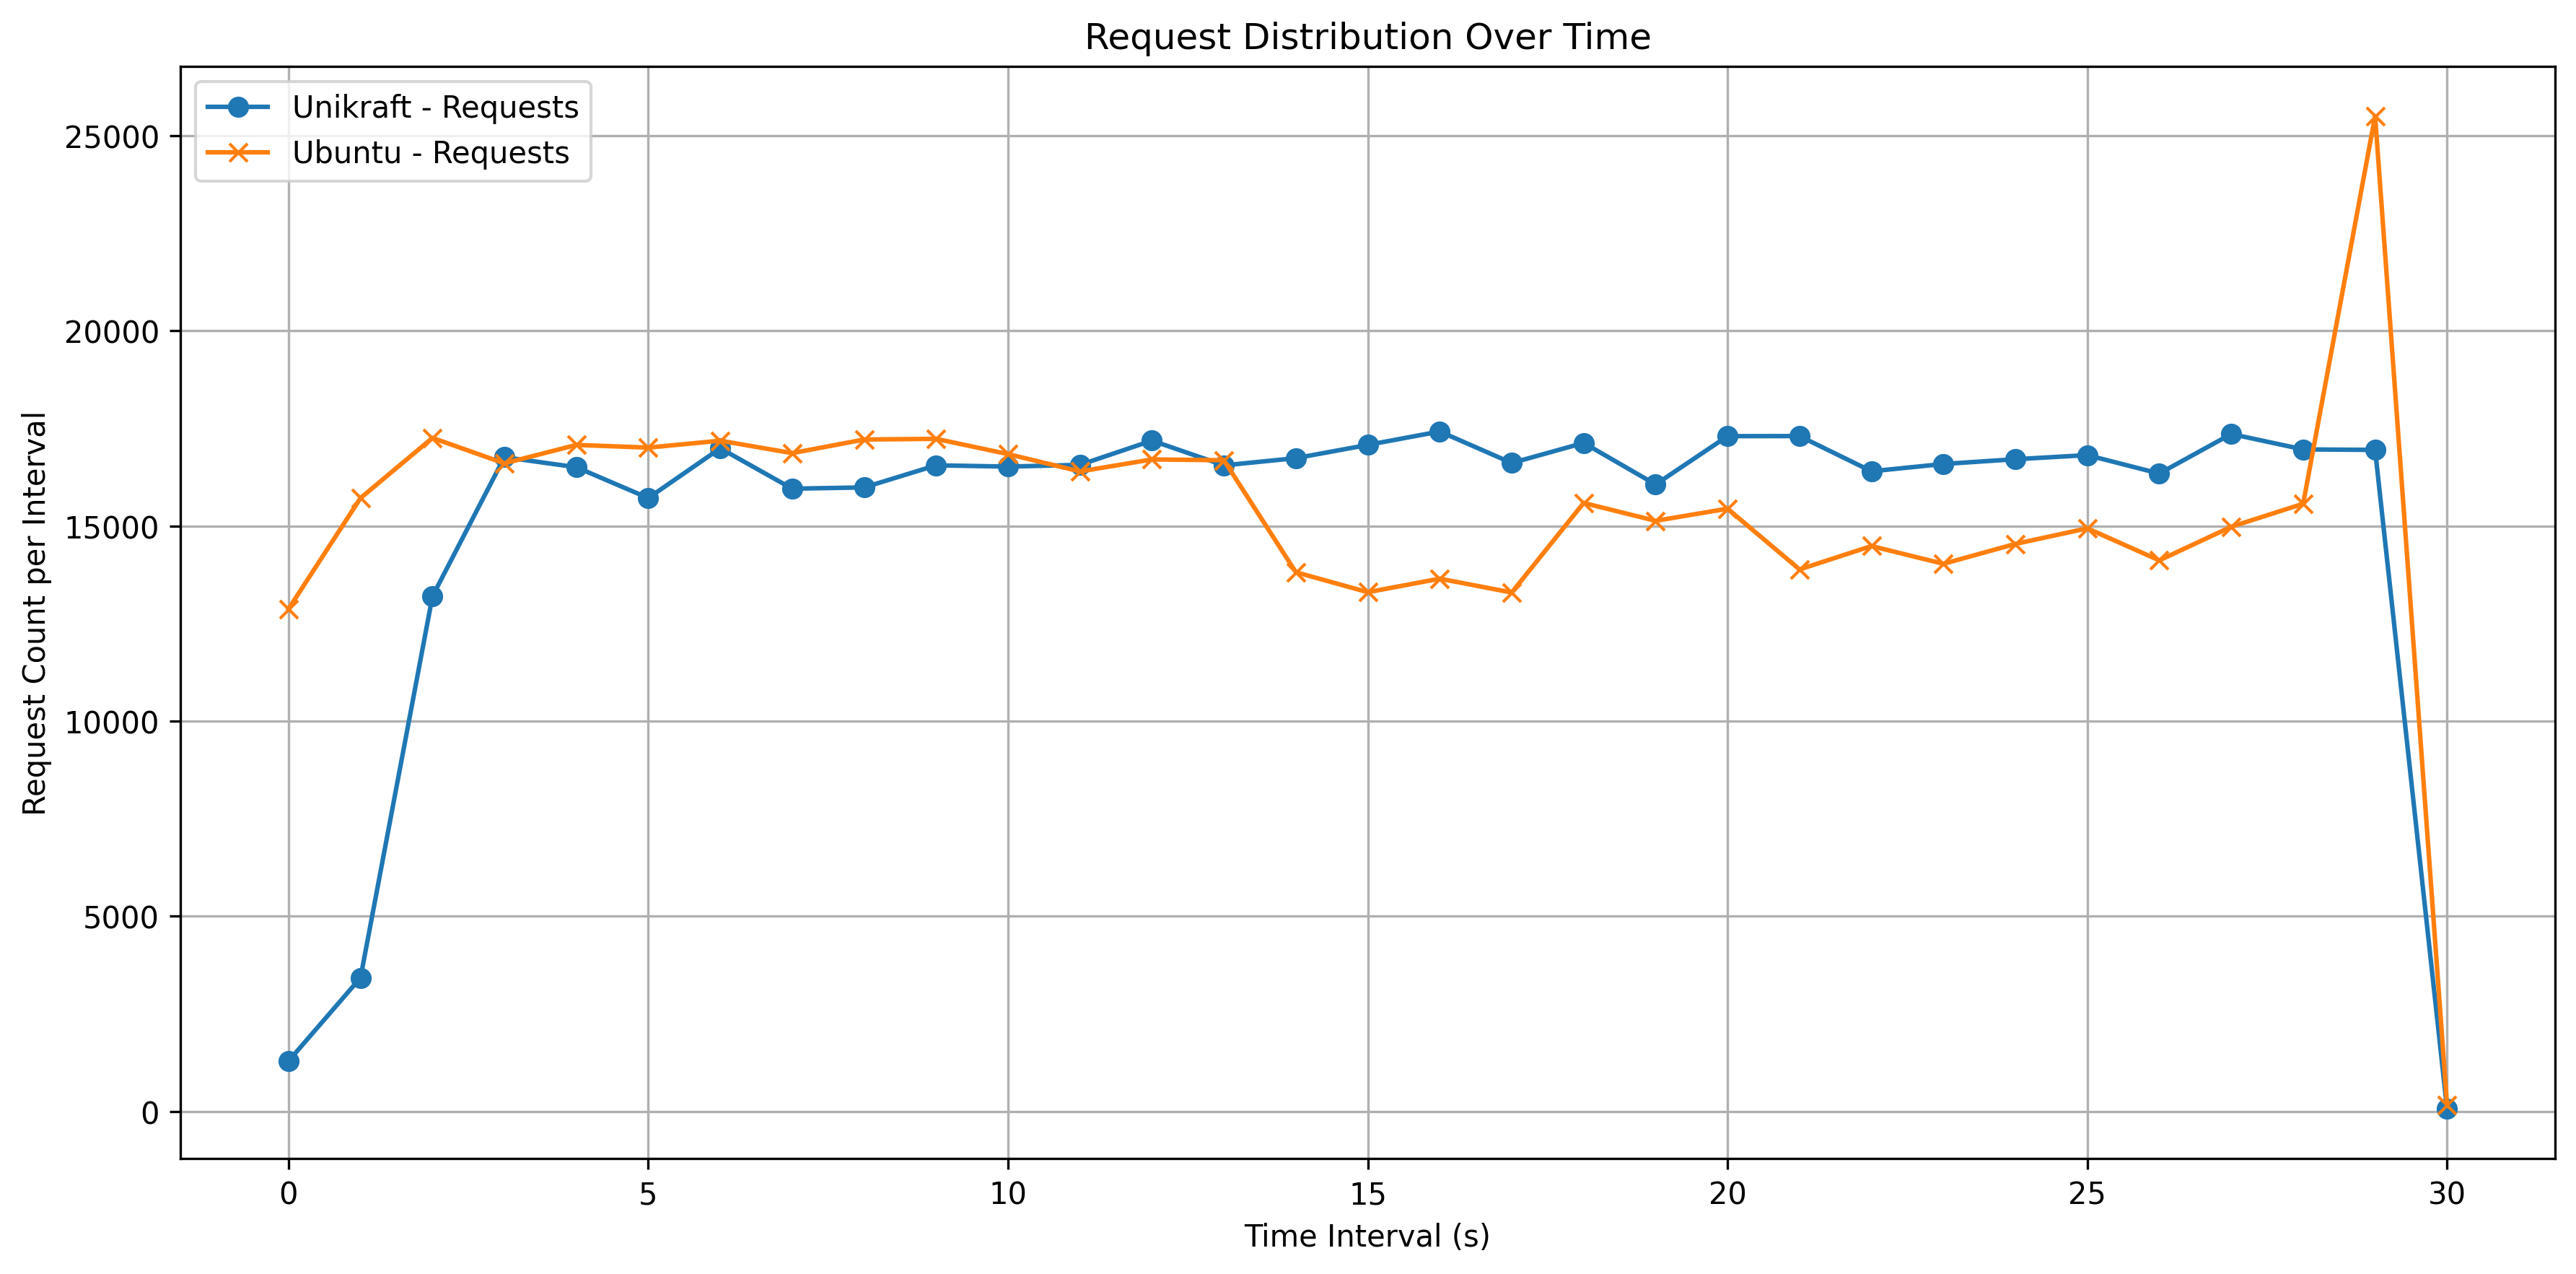 Request Distribution Over Time
Unikraft - Requests
Ubuntu - Requests
Request Count per Interval
25000
20000
15000
10000
5000
0
0 5 10 15 20 25 30
Time Interval (s)